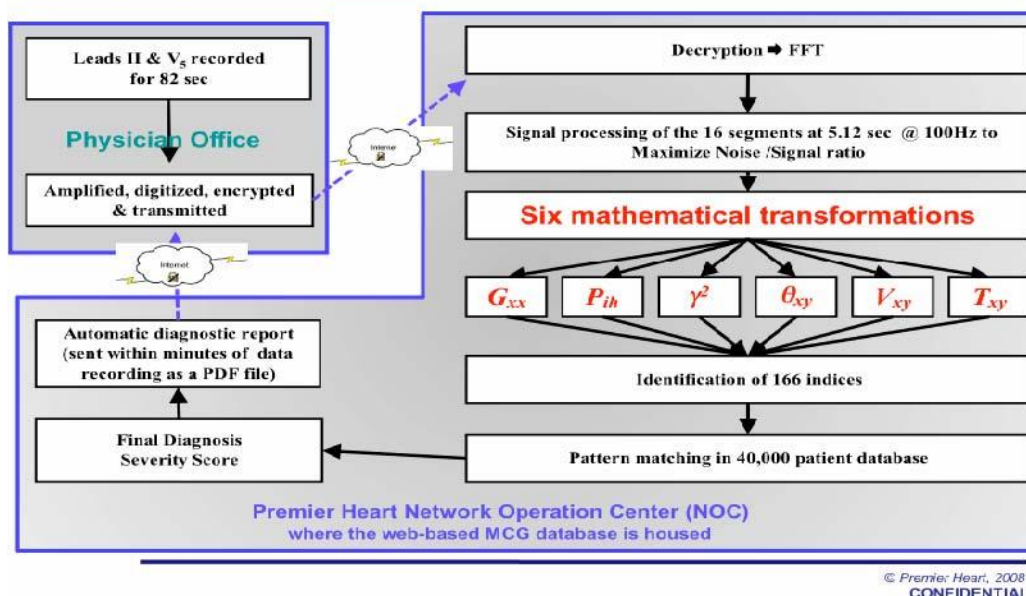 Leads II & V5 recorded
for 82 sec
Physician Office
Amplified, digitized, encrypted
& transmitted
Internet
Internet
Decryption ➡ FFT
Signal processing of the 16 segments at 5.12 sec @ 100Hz to
Maximize Noise /Signal ratio
Six mathematical transformations
Gxx
Pih
γ²
θxy
Vxy
Txy
Identification of 166 indices
Pattern matching in 40,000 patient database
Final Diagnosis
Severity Score
Automatic diagnostic report
(sent within minutes of data
recording as a PDF file)
Premier Heart Network Operation Center (NOC)
where the web-based MCG database is housed
© Premier Heart, 2008
CONFIDENTIAL